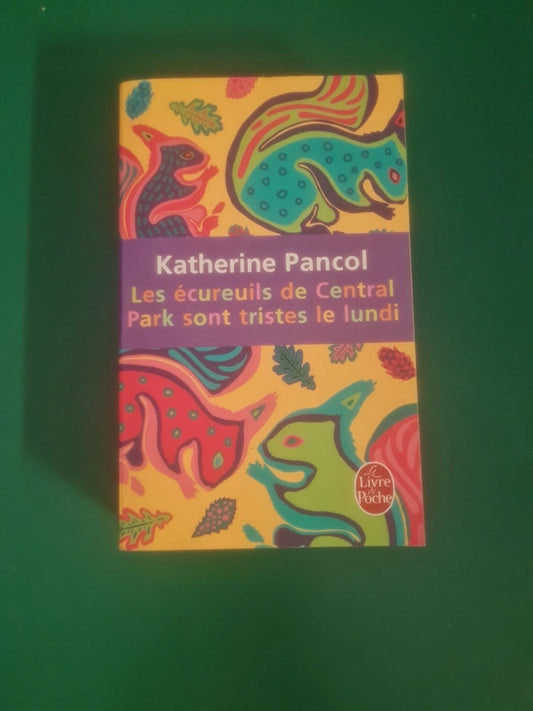 Katherine Pancol
Les écureuils de Central
Park sont tristes le lundi
Le
Livre
de
Poche